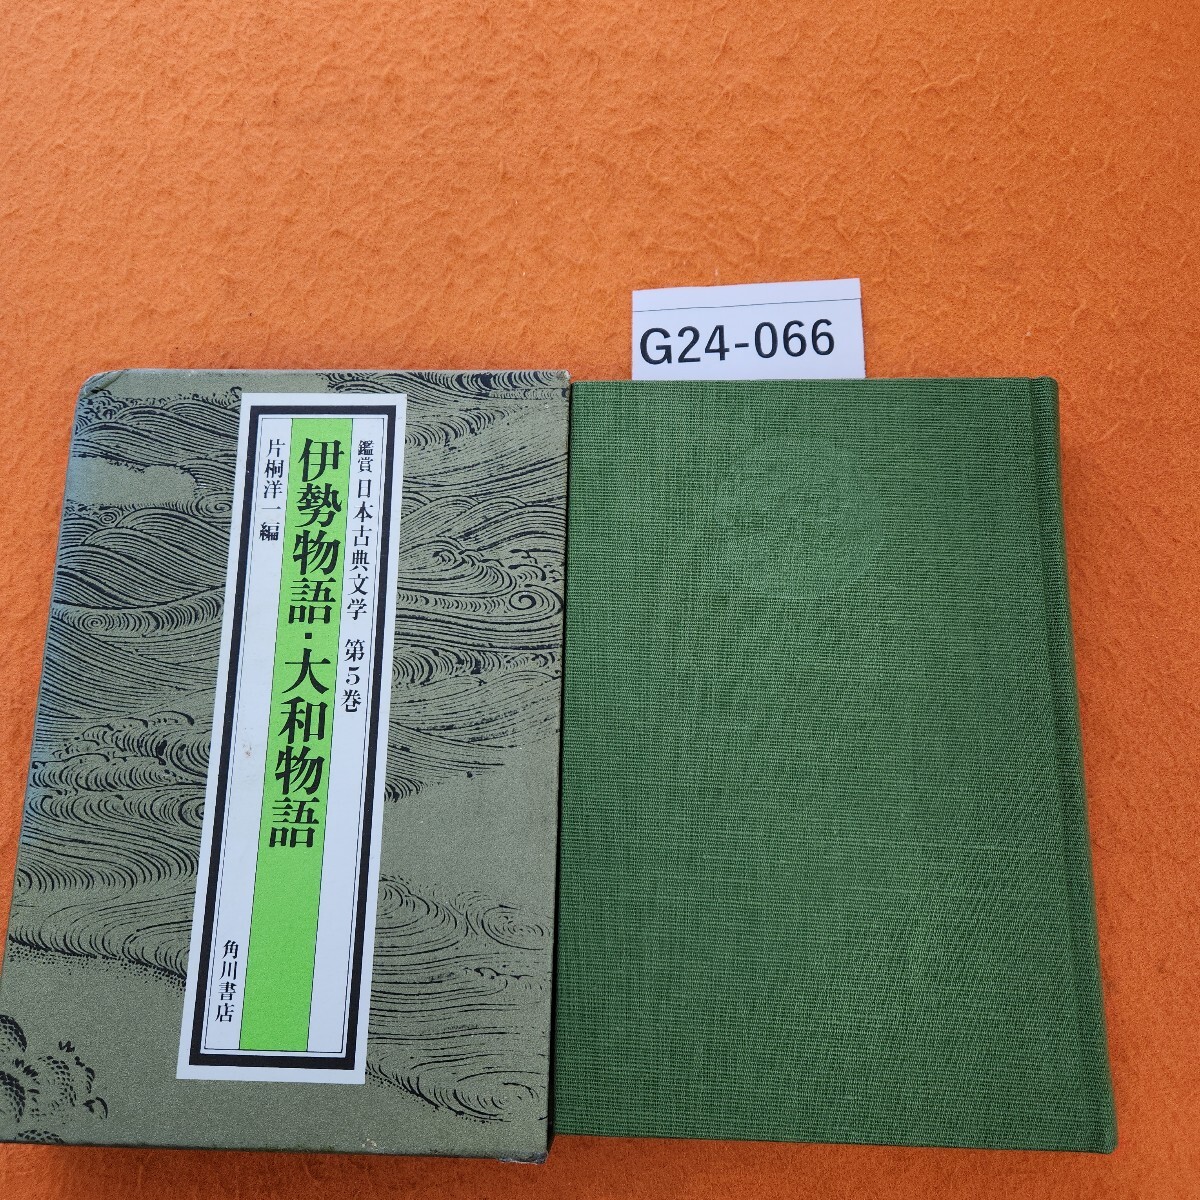 G24-066
鑑賞 日本古典文学 第5巻
伊勢物語・大和物語
片桐洋一編
角川書店